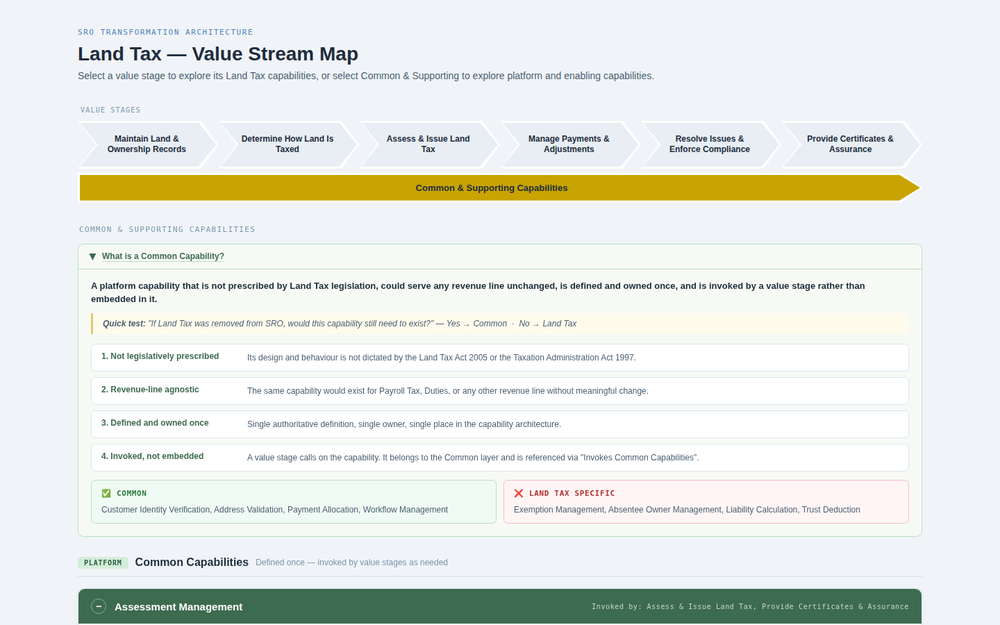 SRO TRANSFORMATION ARCHITECTURE
Land Tax — Value Stream Map
Select a value stage to explore its Land Tax capabilities, or select Common & Supporting to explore platform and enabling capabilities.
VALUE STAGES
Maintain Land &
Ownership Records
Determine How Land Is
Taxed
Assess & Issue Land
Tax
Manage Payments &
Adjustments
Resolve Issues &
Enforce Compliance
Provide Certificates &
Assurance
Common & Supporting Capabilities
COMMON & SUPPORTING CAPABILITIES
▼ What is a Common Capability?
A platform capability that is not prescribed by Land Tax legislation, could serve any revenue line unchanged, is defined and owned once, and is invoked by a value stage rather than
embedded in it.
Quick test: "If Land Tax was removed from SRO, would this capability still need to exist?" — Yes → Common · No → Land Tax
1. Not legislatively prescribed Its design and behaviour is not dictated by the Land Tax Act 2005 or the Taxation Administration Act 1997.
2. Revenue-line agnostic The same capability would exist for Payroll Tax, Duties, or any other revenue line without meaningful change.
3. Defined and owned once Single authoritative definition, single owner, single place in the capability architecture.
4. Invoked, not embedded A value stage calls on the capability. It belongs to the Common layer and is referenced via "Invokes Common Capabilities".
✅ COMMON
Customer Identity Verification, Address Validation, Payment Allocation, Workflow Management
❌ LAND TAX SPECIFIC
Exemption Management, Absentee Owner Management, Liability Calculation, Trust Deduction
PLATFORM Common Capabilities Defined once — invoked by value stages as needed
− Assessment Management Invoked by: Assess & Issue Land Tax, Provide Certificates & Assurance